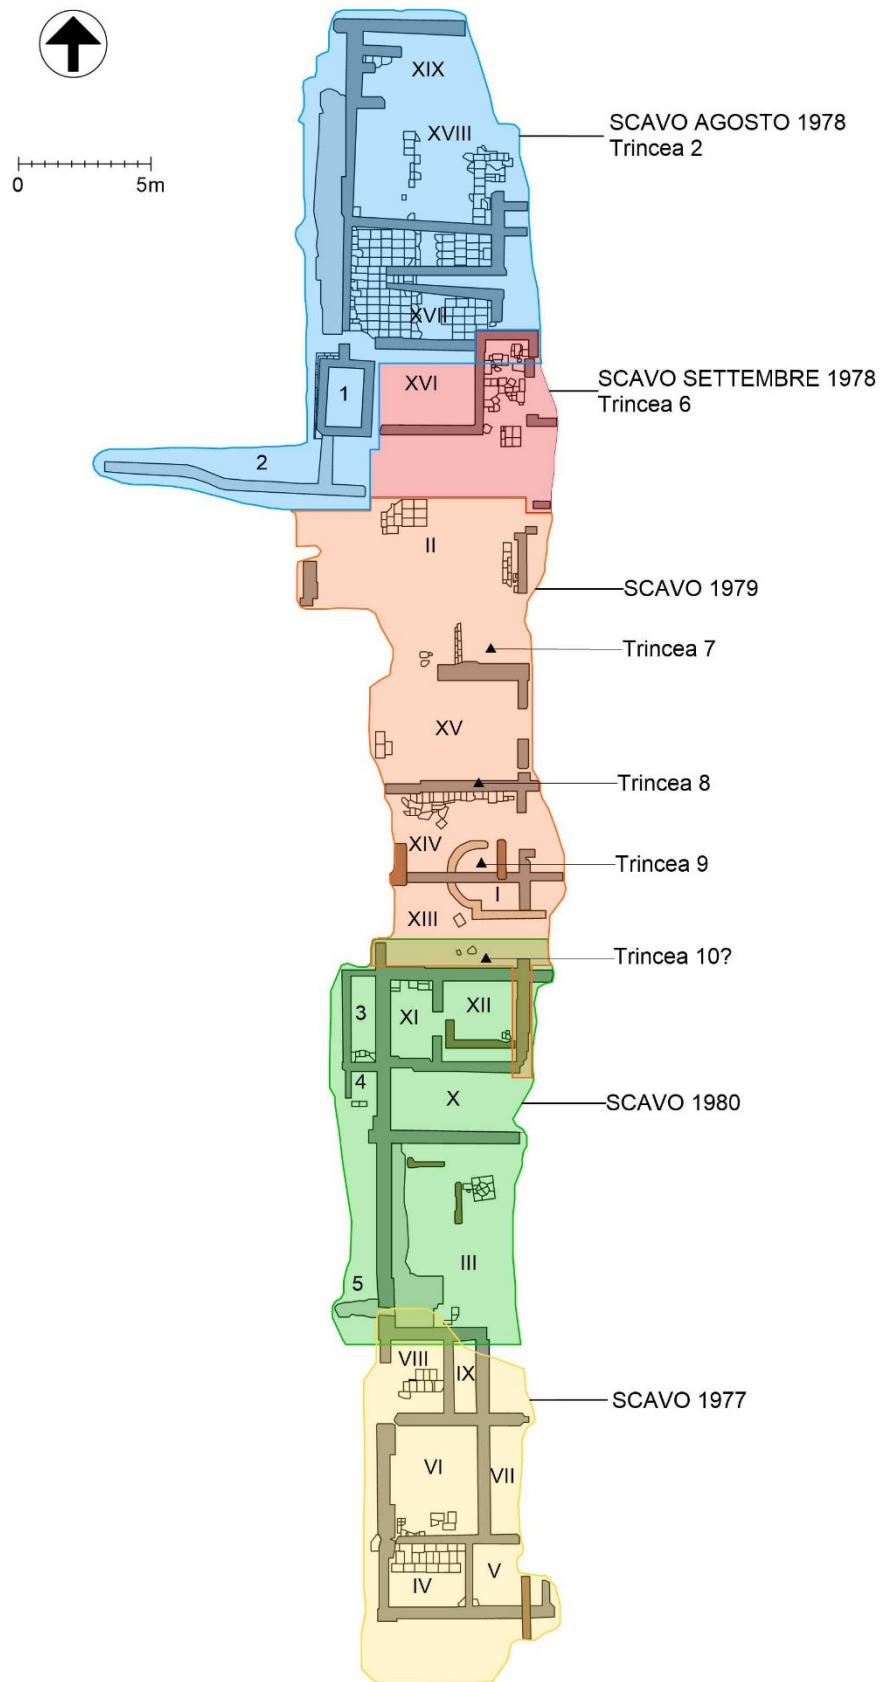 XIX
XVIII
SCAVO AGOSTO 1978
Trincea 2
0 5m
XVII
XVI
SCAVO SETTEMBRE 1978
Trincea 6
1
2
II
SCAVO 1979
Trincea 7
XV
Trincea 8
XIV
Trincea 9
I
XIII
Trincea 10?
3
XI
XII
4
X
SCAVO 1980
III
5
VIII
IX
SCAVO 1977
VI
VII
V
IV